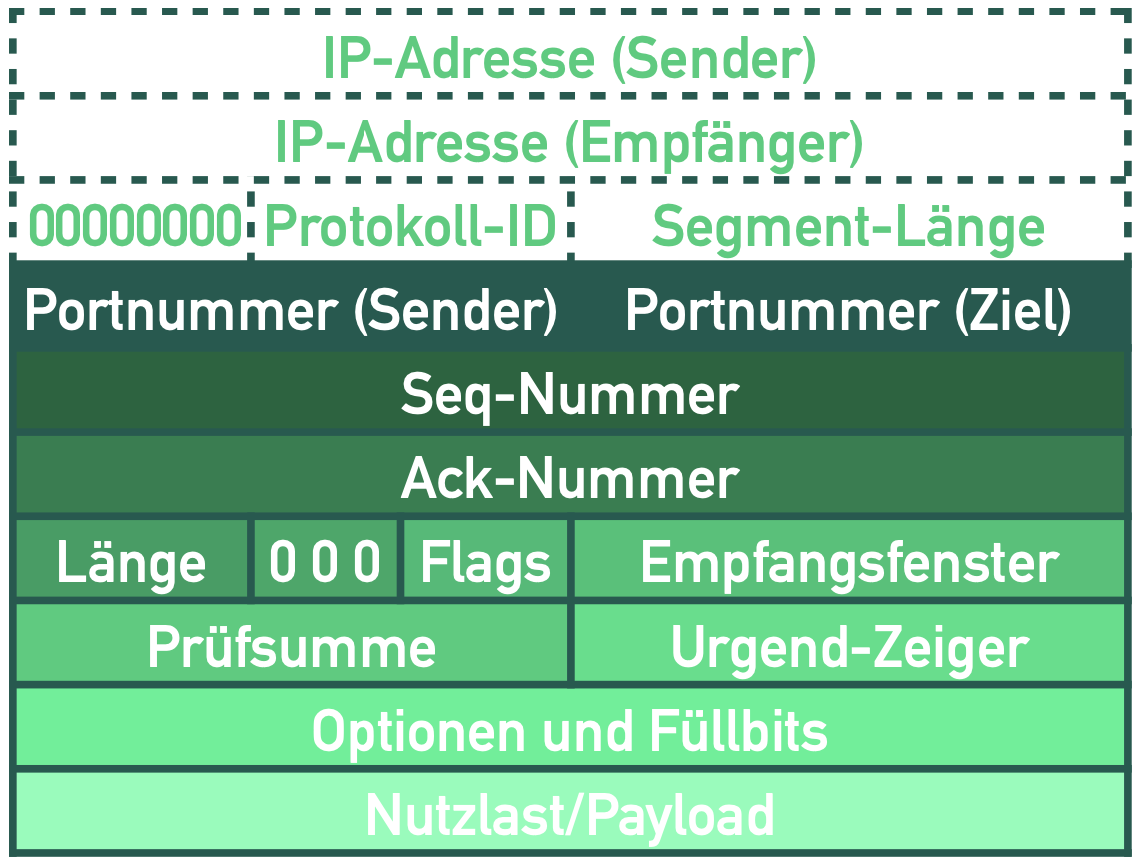 IP-Adresse (Sender)
IP-Adresse (Empfänger)
00000000 Protokoll-ID Segment-Länge
Portnummer (Sender) Portnummer (Ziel)
Seq-Nummer
Ack-Nummer
Länge 0 0 0 Flags Empfangsfenster
Prüfsumme Urgend-Zeiger
Optionen und Füllbits
Nutzlast/Payload